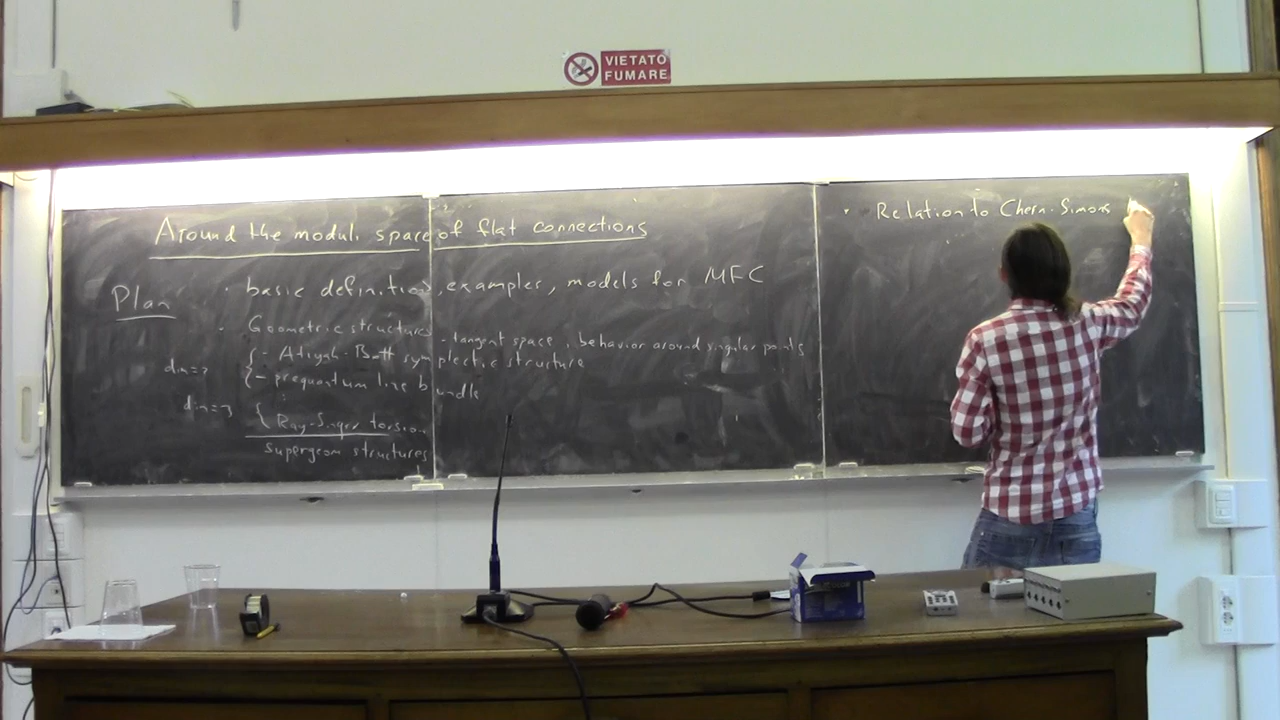 VIETATO
FUMARE
Around the moduli space of flat connections
Plan
· basic definition, examples, models for MFC
· Geometric structures - tangent space, behavior around singular points
dim=2 { - Atiyah-Bott symplectic structure
- prequantum line bundle
dim=3 { Ray-Singer torsion
supergeom structures
· Relation to Chern-Simons